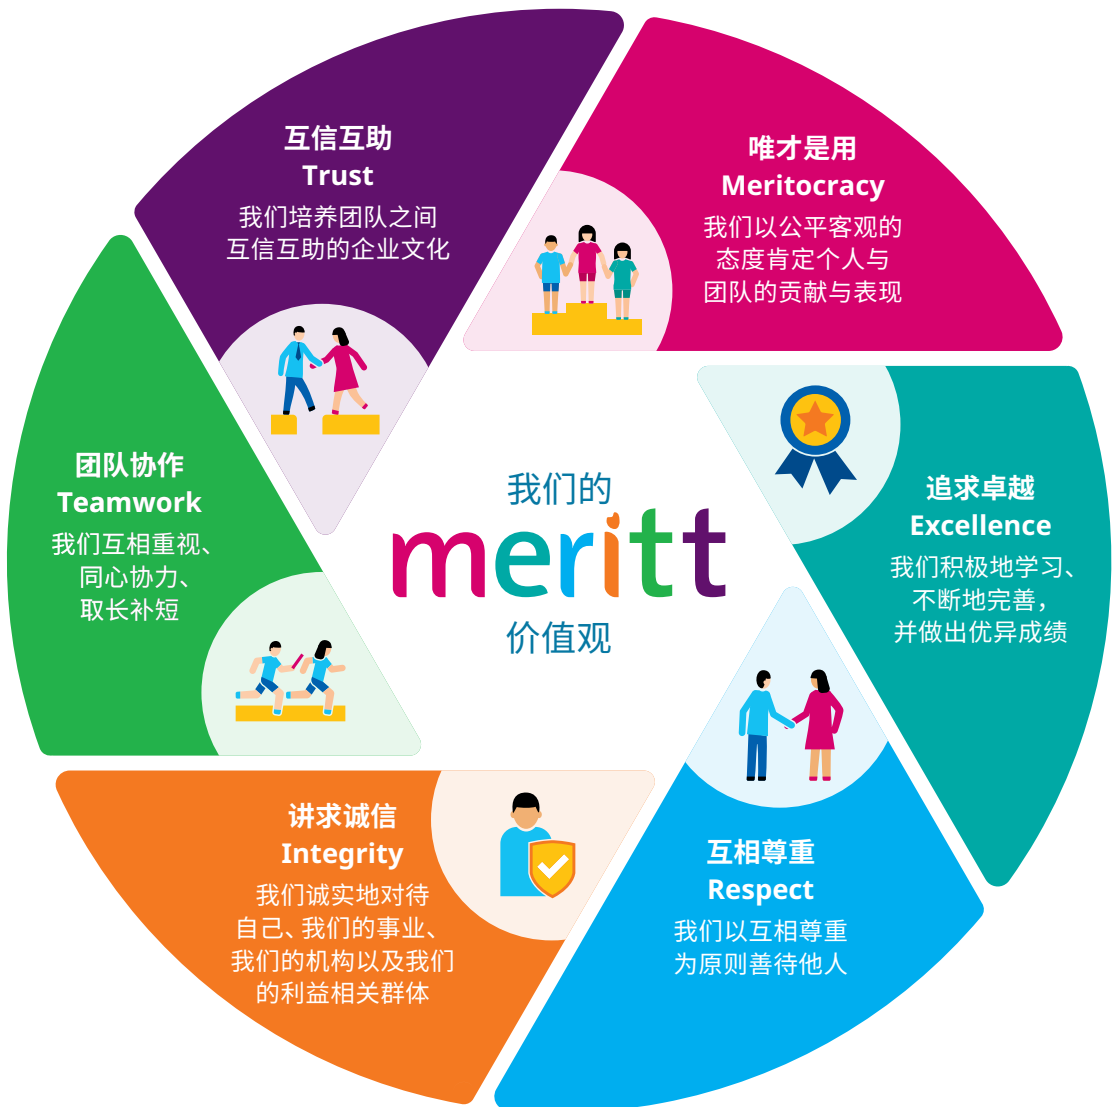 我们的
meritt
价值观
唯才是用
Meritocracy
我们以公平客观的
态度肯定个人与
团队的贡献与表现
追求卓越
Excellence
我们积极地学习、
不断地完善，
并做出优异成绩
互相尊重
Respect
我们以互相尊重
为原则善待他人
讲求诚信
Integrity
我们诚实地对待
自己、我们的事业、
我们的机构以及我们
的利益相关群体
团队协作
Teamwork
我们互相重视、
同心协力、
取长补短
互信互助
Trust
我们培养团队之间
互信互助的企业文化